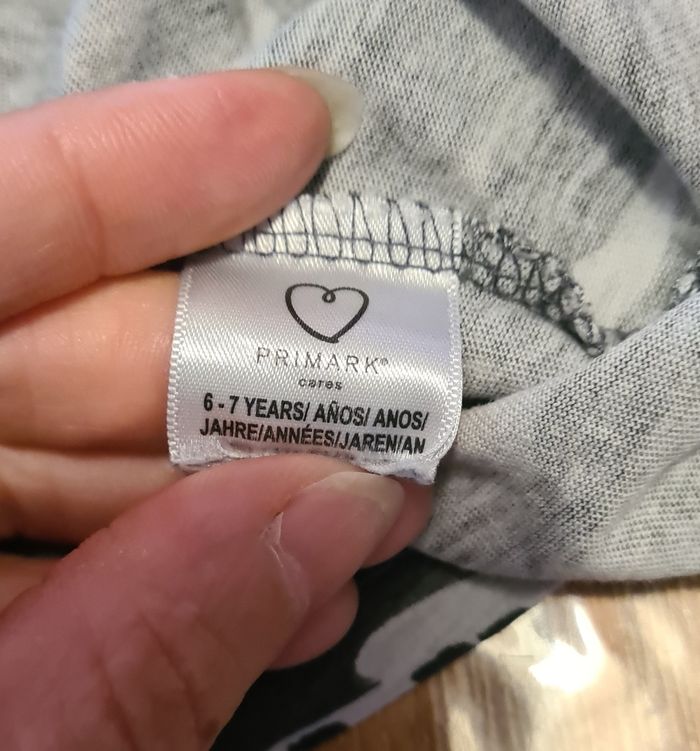 PRIMARK®
cares
6 - 7 YEARS/ AÑOS/ ANOS/
JAHRE/ANNÉES/JAREN/AN